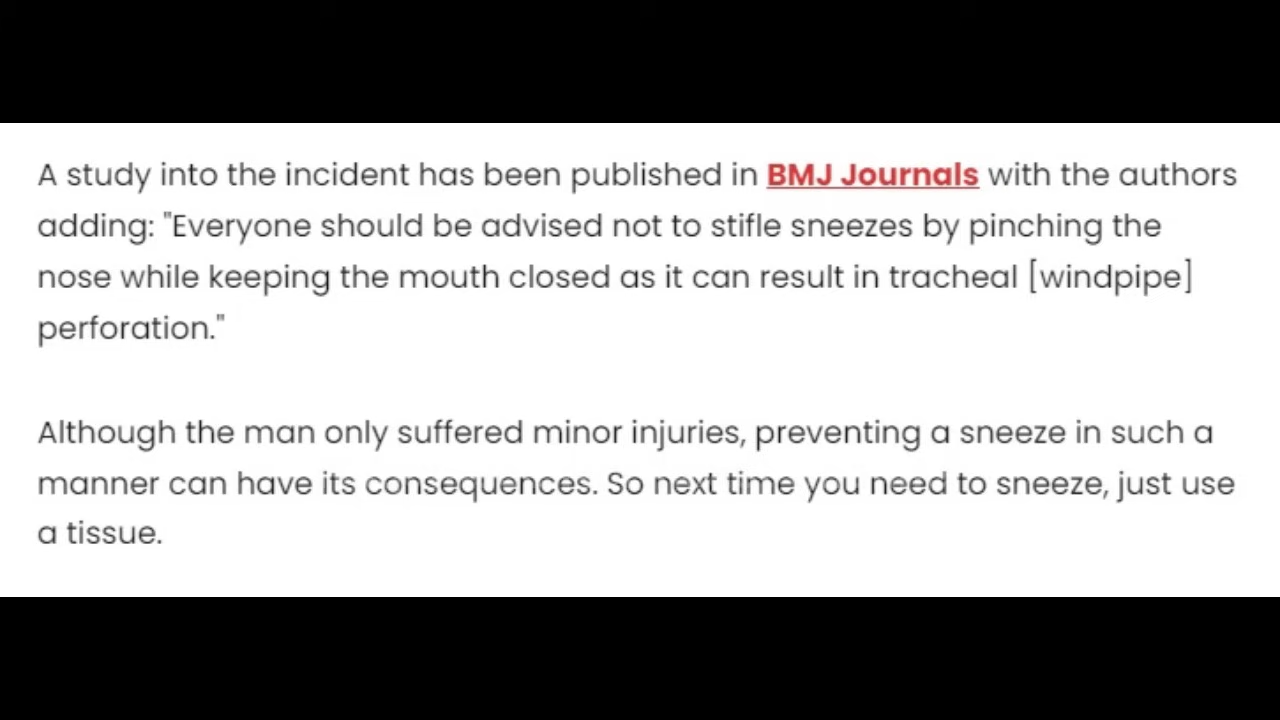 A study into the incident has been published in BMJ Journals with the authors
adding: "Everyone should be advised not to stifle sneezes by pinching the
nose while keeping the mouth closed as it can result in tracheal [windpipe]
perforation."
Although the man only suffered minor injuries, preventing a sneeze in such a
manner can have its consequences. So next time you need to sneeze, just use
a tissue.